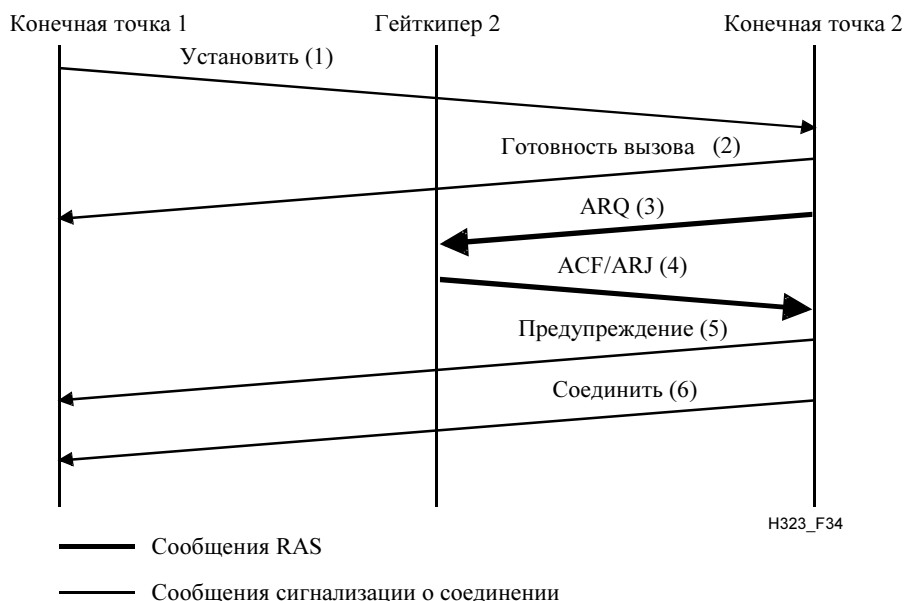 Конечная точка 1 Гейткипер 2 Конечная точка 2
Установить (1)
Готовность вызова (2)
ARQ (3)
ACF/ARJ (4)
Предупреждение (5)
Соединить (6)
H323_F34
Сообщения RAS
Сообщения сигнализации о соединении